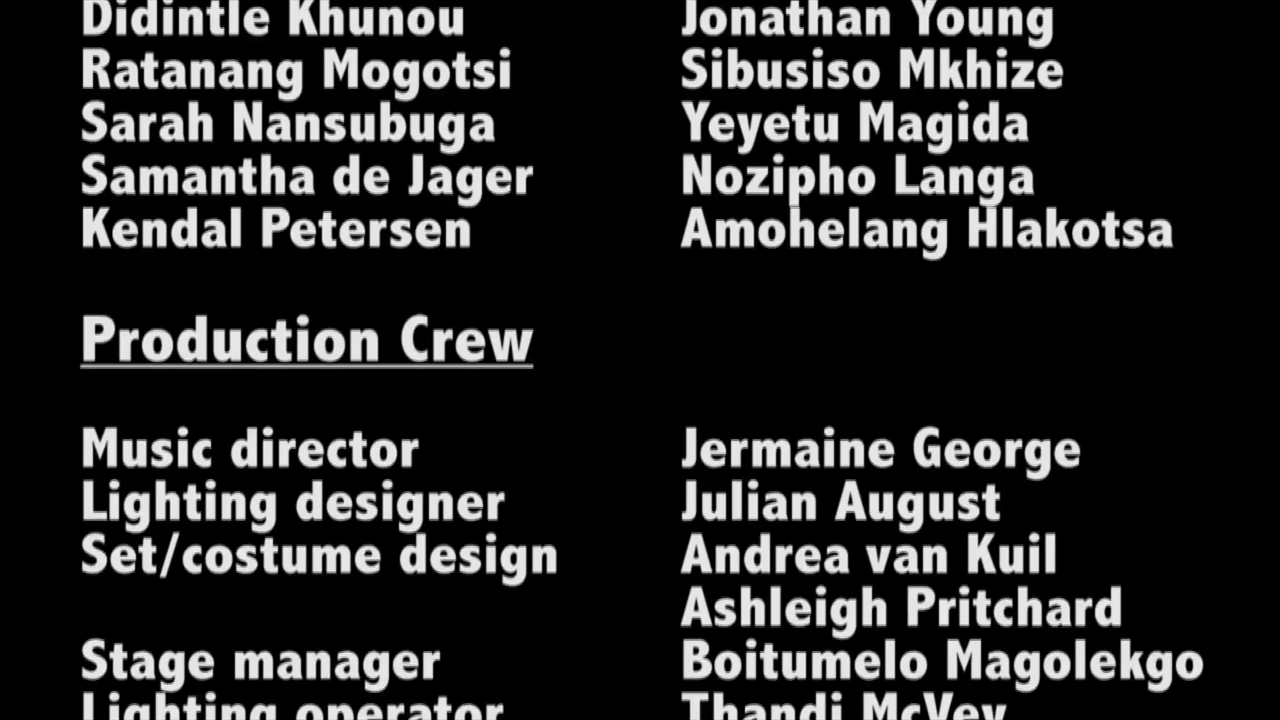 Didintle Khunou Jonathan Young
Ratanang Mogotsi Sibusiso Mkhize
Sarah Nansubuga Yeyetu Magida
Samantha de Jager Nozipho Langa
Kendal Petersen Amohelang Hlakotsa
Production Crew
Music director Jermaine George
Lighting designer Julian August
Set/costume design Andrea van Kuil
Ashleigh Pritchard
Stage manager Boitumelo Magolekgo
Lighting operator Thandi McVey